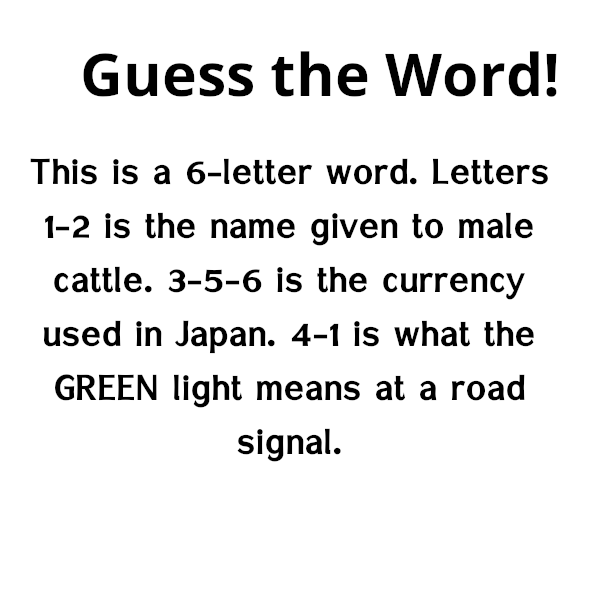 Guess the Word!
This is a 6-letter word. Letters
1-2 is the name given to male
cattle. 3-5-6 is the currency
used in Japan. 4-1 is what the
GREEN light means at a road
signal.